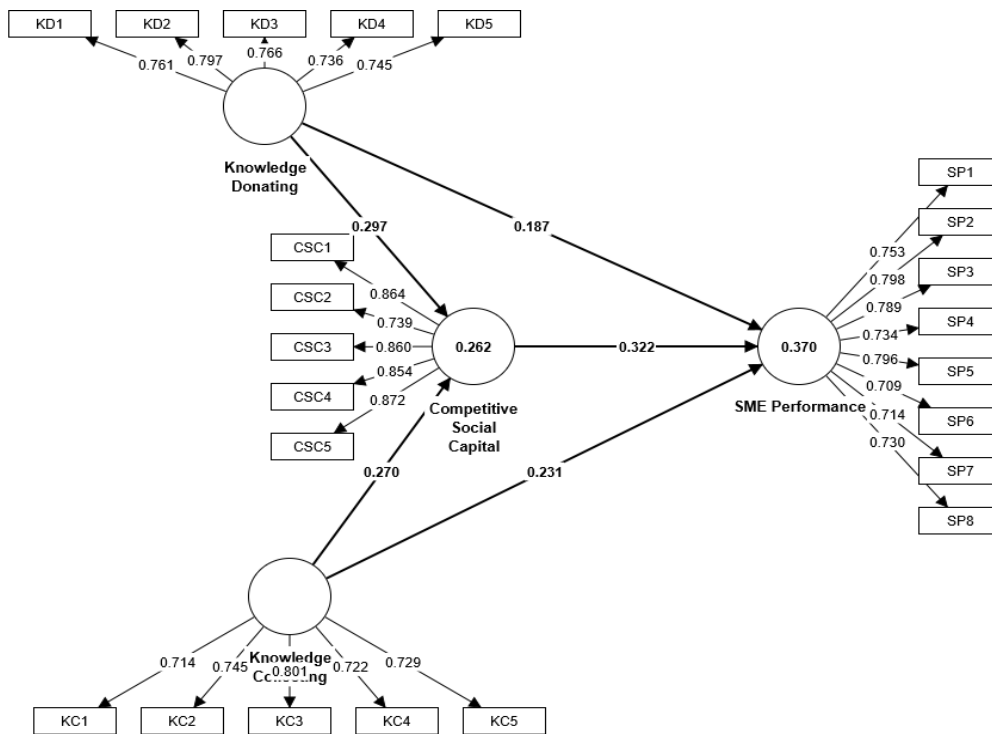 KD1
KD2
KD3
KD4
KD5
0.761
0.797
0.766
0.736
0.745
Knowledge
Donating
0.297
0.187
CSC1
CSC2
CSC3
CSC4
CSC5
0.864
0.739
0.860
0.854
0.872
0.262
Competitive
Social
Capital
0.322
0.370
SME Performance
SP1
SP2
SP3
SP4
SP5
SP6
SP7
SP8
0.753
0.798
0.789
0.734
0.796
0.709
0.714
0.730
0.270
0.231
Knowledge
0.714
0.745
0.801
0.722
0.729
KC1
KC2
KC3
KC4
KC5